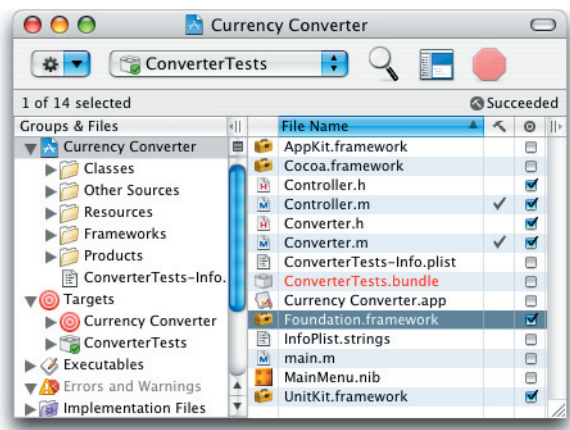 Currency Converter
ConverterTests
1 of 14 selected
Succeeded
Groups & Files
File Name
Currency Converter
Classes
Other Sources
Resources
Frameworks
Products
ConverterTests-Info.
Targets
Currency Converter
ConverterTests
Executables
Errors and Warnings
Implementation Files
AppKit.framework
Cocoa.framework
Controller.h
Controller.m
Converter.h
Converter.m
ConverterTests-Info.plist
ConverterTests.bundle
Currency Converter.app
Foundation.framework
InfoPlist.strings
main.m
MainMenu.nib
UnitKit.framework